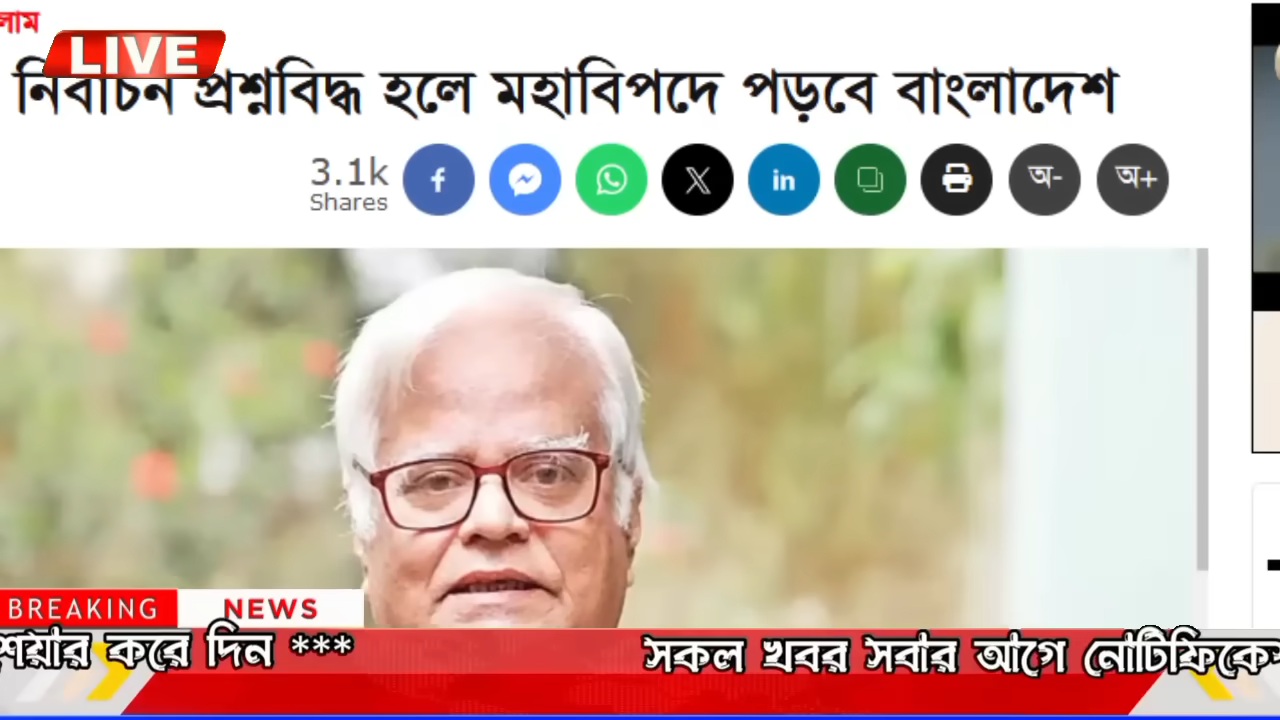 লাম
LIVE
নির্বাচন প্রশ্নবিদ্ধ হলে মহাবিপদে পড়বে বাংলাদেশ
3.1k
Shares
অ- অ+
BREAKING NEWS
শেয়ার করে দিন *** সকল খবর সবার আগে